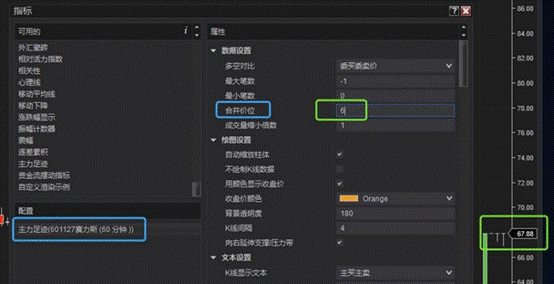 指标
可用的
外汇瓷砖
相对活力指数
相关性
心理线
移动平均线
移动下降
涨跌幅显示
振幅计数器
震幅
逐差累积
主力足迹
资金流摆动指标
自定义渲染示例
配置
主力足迹(601127赛力斯 (60 分钟 ))
属性
数据设置
多空对比 委买委卖价
最大笔数 -1
最小笔数 0
合并价位 6
成交量缩小倍数 1
绘图设置
自动缩放柱体
不绘制K线数据
用颜色显示收盘价
收盘价颜色 Orange
背景透明度 180
K线间隔 4
向右延伸支撑/压力带
文本设置
K线显示文本 主买主卖
86.00
84.00
82.00
80.00
78.00
76.00
74.00
72.00
70.00
67.88
66.00
64.00